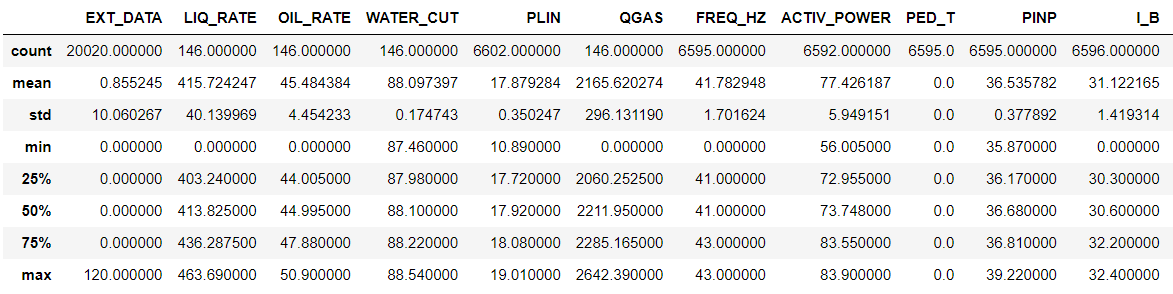 EXT_DATA LIQ_RATE OIL_RATE WATER_CUT PLIN QGAS FREQ_HZ ACTIV_POWER PED_T PINP I_B
count 20020.000000 146.000000 146.000000 146.000000 6602.000000 146.000000 6595.000000 6592.000000 6595.0 6595.000000 6596.000000
mean 0.855245 415.724247 45.484384 88.097397 17.879284 2165.620274 41.782948 77.426187 0.0 36.535782 31.122165
std 10.060267 40.139969 4.454233 0.174743 0.350247 296.131190 1.701624 5.949151 0.0 0.377892 1.419314
min 0.000000 0.000000 0.000000 87.460000 10.890000 0.000000 0.000000 56.005000 0.0 35.870000 0.000000
25% 0.000000 403.240000 44.005000 87.980000 17.720000 2060.252500 41.000000 72.955000 0.0 36.170000 30.300000
50% 0.000000 413.825000 44.995000 88.100000 17.920000 2211.950000 41.000000 73.748000 0.0 36.680000 30.600000
75% 0.000000 436.287500 47.880000 88.220000 18.080000 2285.165000 43.000000 83.550000 0.0 36.810000 32.200000
max 120.000000 463.690000 50.900000 88.540000 19.010000 2642.390000 43.000000 83.900000 0.0 39.220000 32.400000